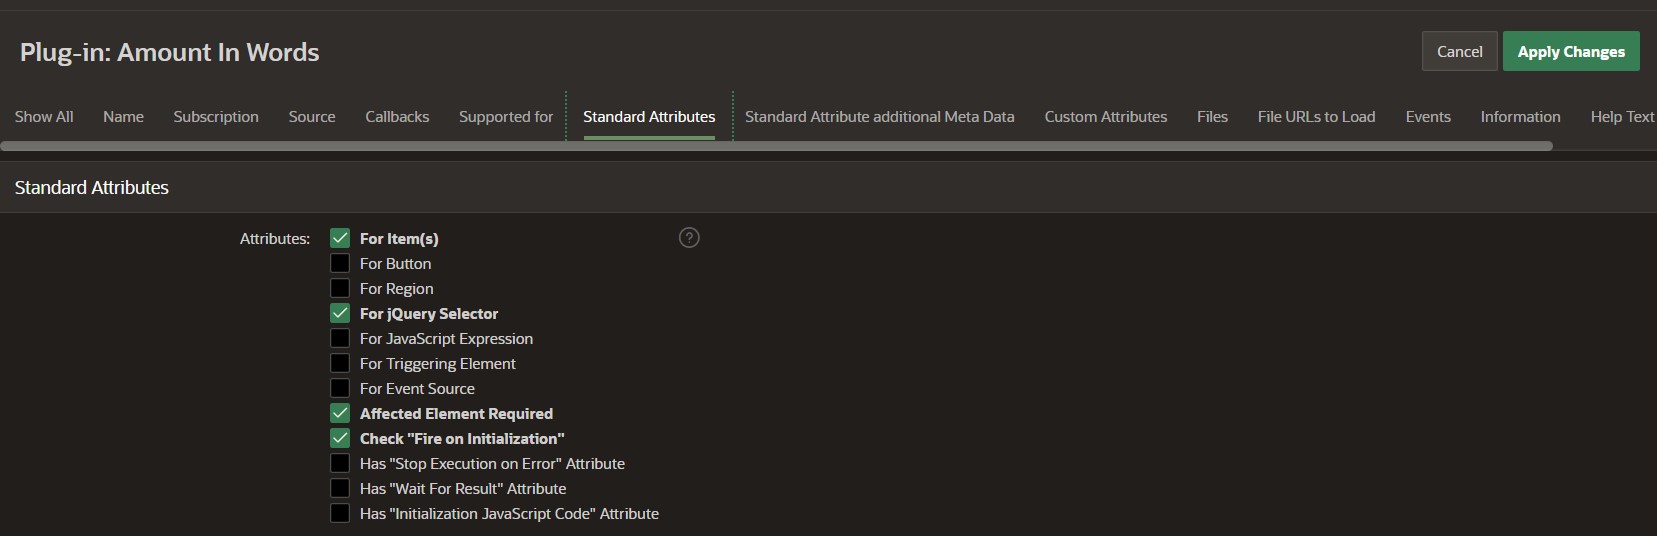 Plug-in: Amount In Words
Cancel
Apply Changes
Show All Name Subscription Source Callbacks Supported for Standard Attributes Standard Attribute additional Meta Data Custom Attributes Files File URLs to Load Events Information Help Text
Standard Attributes
Attributes: For Item(s) ?
For Button
For Region
For jQuery Selector
For JavaScript Expression
For Triggering Element
For Event Source
Affected Element Required
Check "Fire on Initialization"
Has "Stop Execution on Error" Attribute
Has "Wait For Result" Attribute
Has "Initialization JavaScript Code" Attribute